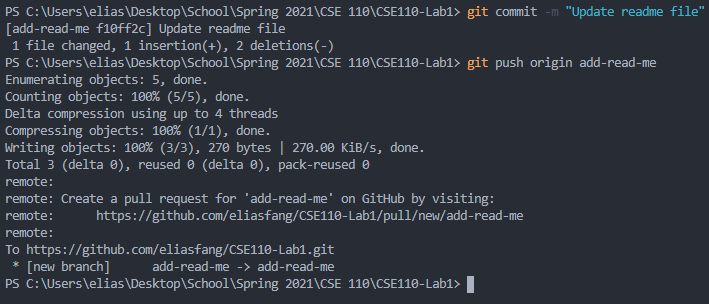 PS C:\Users\elias\Desktop\School\Spring 2021\CSE 110\CSE110-Lab1> git commit -m "Update readme file"
[add-read-me f10ff2c] Update readme file
 1 file changed, 1 insertion(+), 2 deletions(-)
PS C:\Users\elias\Desktop\School\Spring 2021\CSE 110\CSE110-Lab1> git push origin add-read-me
Enumerating objects: 5, done.
Counting objects: 100% (5/5), done.
Delta compression using up to 4 threads
Compressing objects: 100% (1/1), done.
Writing objects: 100% (3/3), 270 bytes | 270.00 KiB/s, done.
Total 3 (delta 0), reused 0 (delta 0), pack-reused 0
remote:
remote: Create a pull request for 'add-read-me' on GitHub by visiting:
remote:      https://github.com/eliasfang/CSE110-Lab1/pull/new/add-read-me
remote:
To https://github.com/eliasfang/CSE110-Lab1.git
 * [new branch]      add-read-me -> add-read-me
PS C:\Users\elias\Desktop\School\Spring 2021\CSE 110\CSE110-Lab1>